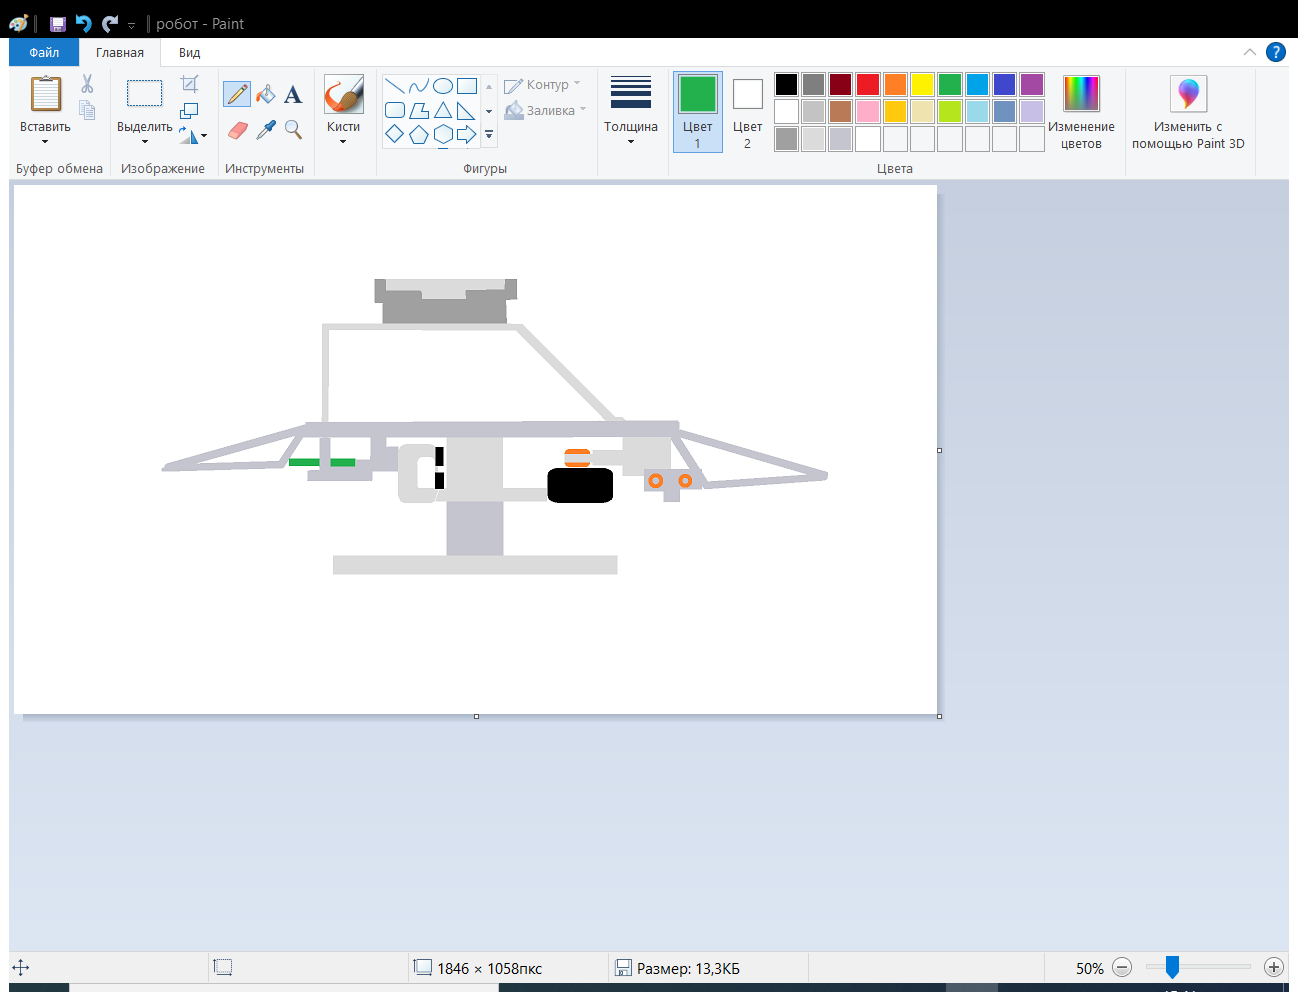 робот - Paint
Файл
Главная
Вид
?
Вставить
Буфер обмена
Выделить
Изображение
A
Инструменты
Кисти
Контур
Заливка
Фигуры
Толщина
Цвет
1
Цвет
2
Изменение
цветов
Цвета
Изменить с
помощью Paint 3D
1846 × 1058пкс
Размер: 13,3КБ
50%